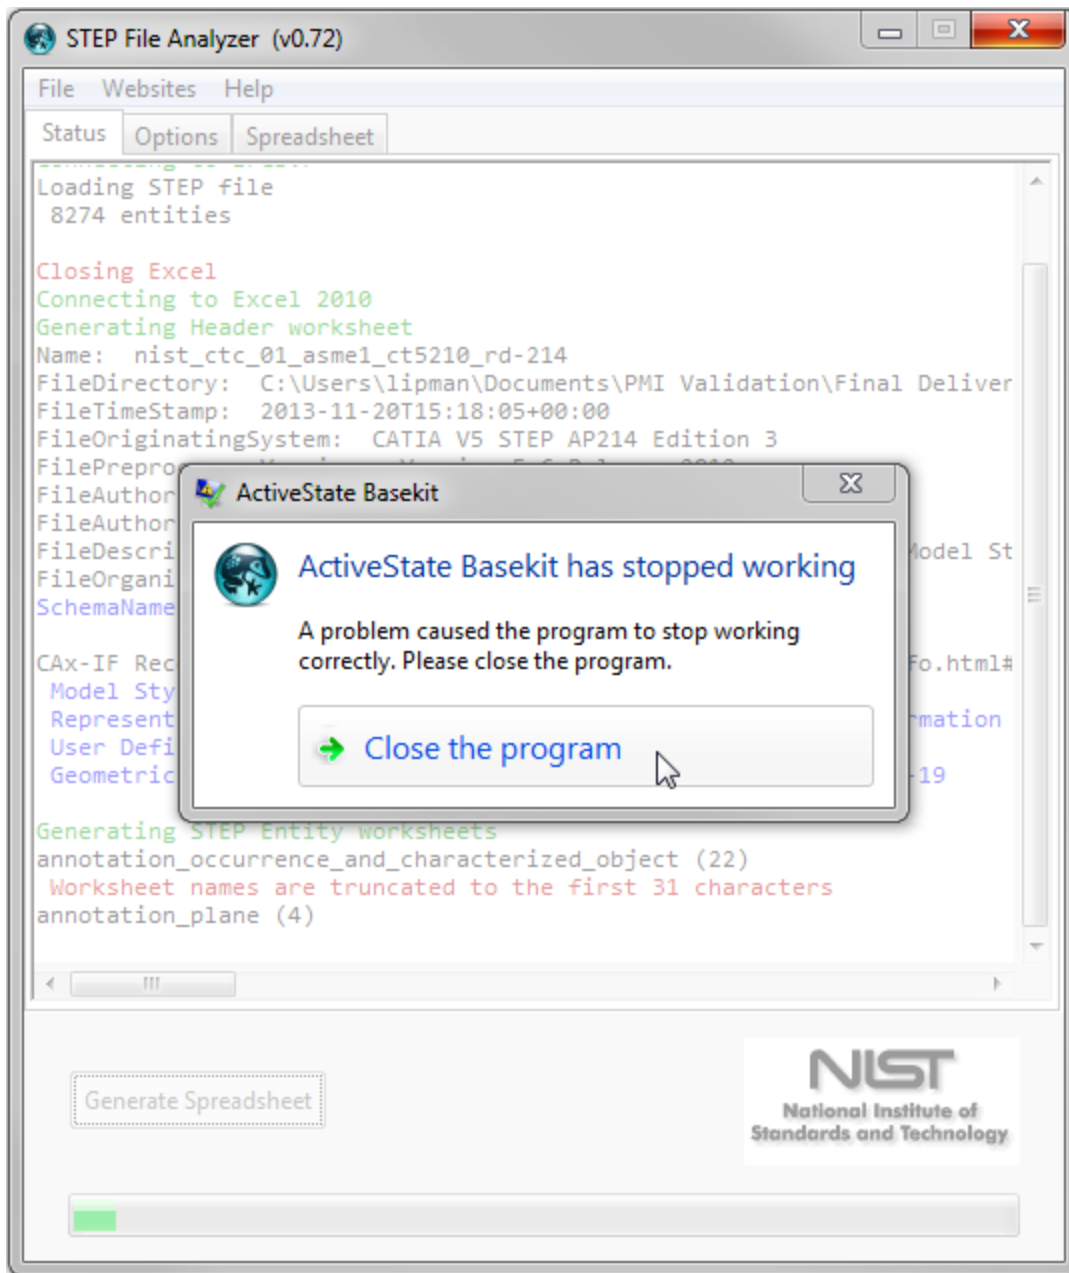 STEP File Analyzer (v0.72)
File Websites Help
Status Options Spreadsheet
Loading STEP file
8274 entities
Closing Excel
Connecting to Excel 2010
Generating Header worksheet
Name: nist_ctc_01_asme1_ct5210_rd-214
FileDirectory: C:\Users\lipman\Documents\PMI Validation\Final Deliver
FileTimeStamp: 2013-11-20T15:18:05+00:00
FileOriginatingSystem: CATIA V5 STEP AP214 Edition 3
FilePrepro
FileAuthor
FileAuthor
FileDescri Model St
FileOrgani
SchemaName
CAx-IF Rec fo.html#
Model Sty
Represent mation
User Defi
Geometric -19
ActiveState Basekit
ActiveState Basekit has stopped working
A problem caused the program to stop working
correctly. Please close the program.
Close the program
Generating STEP Entity worksheets
annotation_occurrence_and_characterized_object (22)
Worksheet names are truncated to the first 31 characters
annotation_plane (4)
Generate Spreadsheet
NIST
National Institute of
Standards and Technology